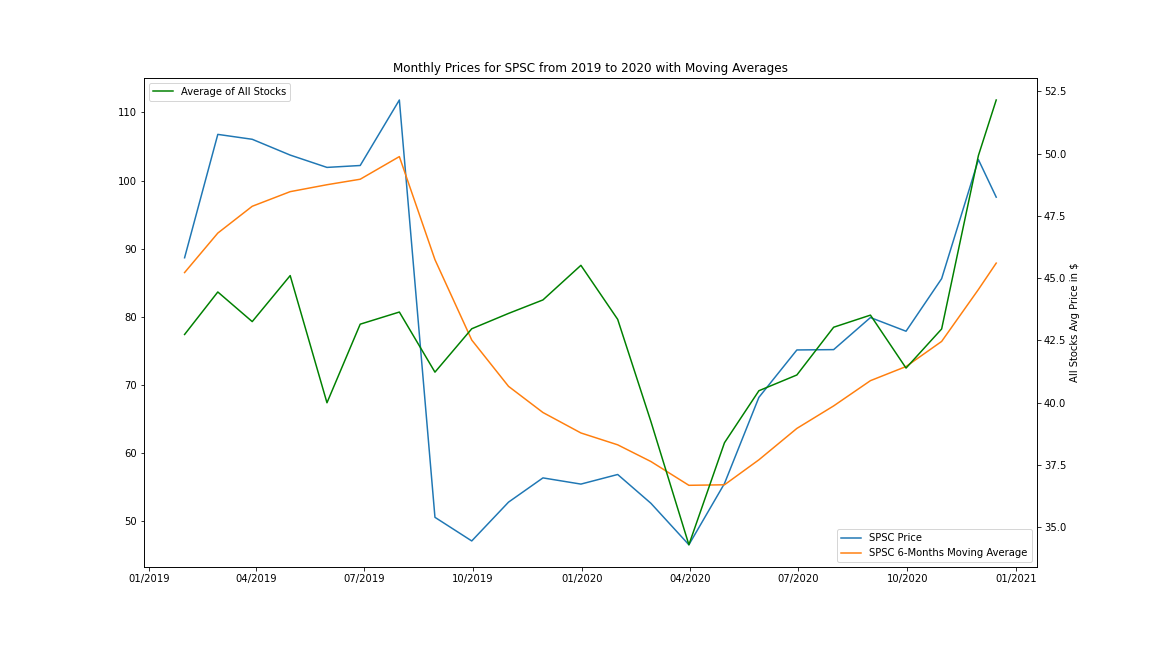 Monthly Prices for SPSC from 2019 to 2020 with Moving Averages
Average of All Stocks
110
100
90
80
70
60
50
52.5
50.0
47.5
45.0
42.5
40.0
37.5
35.0
All Stocks Avg Price in $
SPSC Price
SPSC 6-Months Moving Average
01/2019 04/2019 07/2019 10/2019 01/2020 04/2020 07/2020 10/2020 01/2021